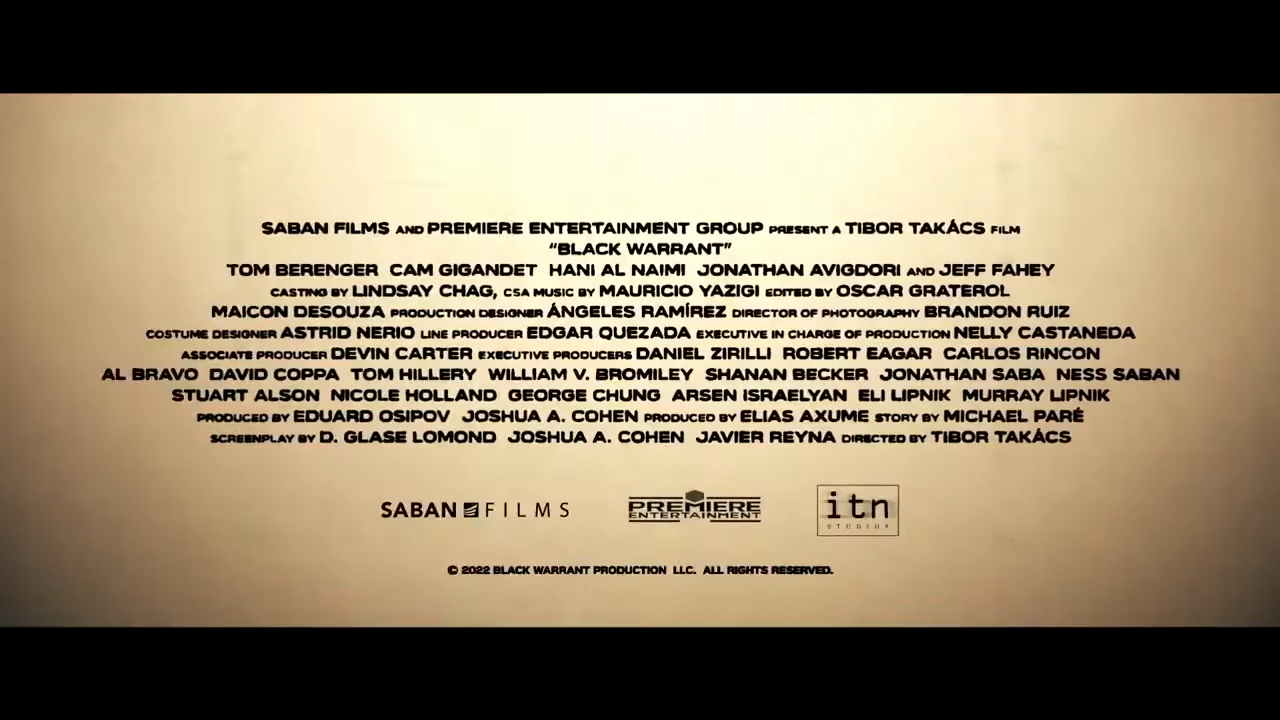 SABAN FILMS AND PREMIERE ENTERTAINMENT GROUP PRESENT A TIBOR TAKÁCS FILM
“BLACK WARRANT”
TOM BERENGER CAM GIGANDET HANI AL NAIMI JONATHAN AVIGDORI AND JEFF FAHEY
CASTING BY LINDSAY CHAG, CSA MUSIC BY MAURICIO YAZIGI EDITED BY OSCAR GRATEROL
MAICON DESOUZA PRODUCTION DESIGNER ÁNGELES RAMÍREZ DIRECTOR OF PHOTOGRAPHY BRANDON RUIZ
COSTUME DESIGNER ASTRID NERIO LINE PRODUCER EDGAR QUEZADA EXECUTIVE IN CHARGE OF PRODUCTION NELLY CASTANEDA
ASSOCIATE PRODUCER DEVIN CARTER EXECUTIVE PRODUCERS DANIEL ZIRILLI ROBERT EAGAR CARLOS RINCON
AL BRAVO DAVID COPPA TOM HILLERY WILLIAM V. BROMILEY SHANAN BECKER JONATHAN SABA NESS SABAN
STUART ALSON NICOLE HOLLAND GEORGE CHUNG ARSEN ISRAELYAN ELI LIPNIK MURRAY LIPNIK
PRODUCED BY EDUARD OSIPOV JOSHUA A. COHEN PRODUCED BY ELIAS AXUME STORY BY MICHAEL PARÉ
SCREENPLAY BY D. GLASE LOMOND JOSHUA A. COHEN JAVIER REYNA DIRECTED BY TIBOR TAKÁCS
SABAN FILMS
PREMIERE
ENTERTAINMENT
itn
STUDIOS
© 2022 BLACK WARRANT PRODUCTION LLC. ALL RIGHTS RESERVED.